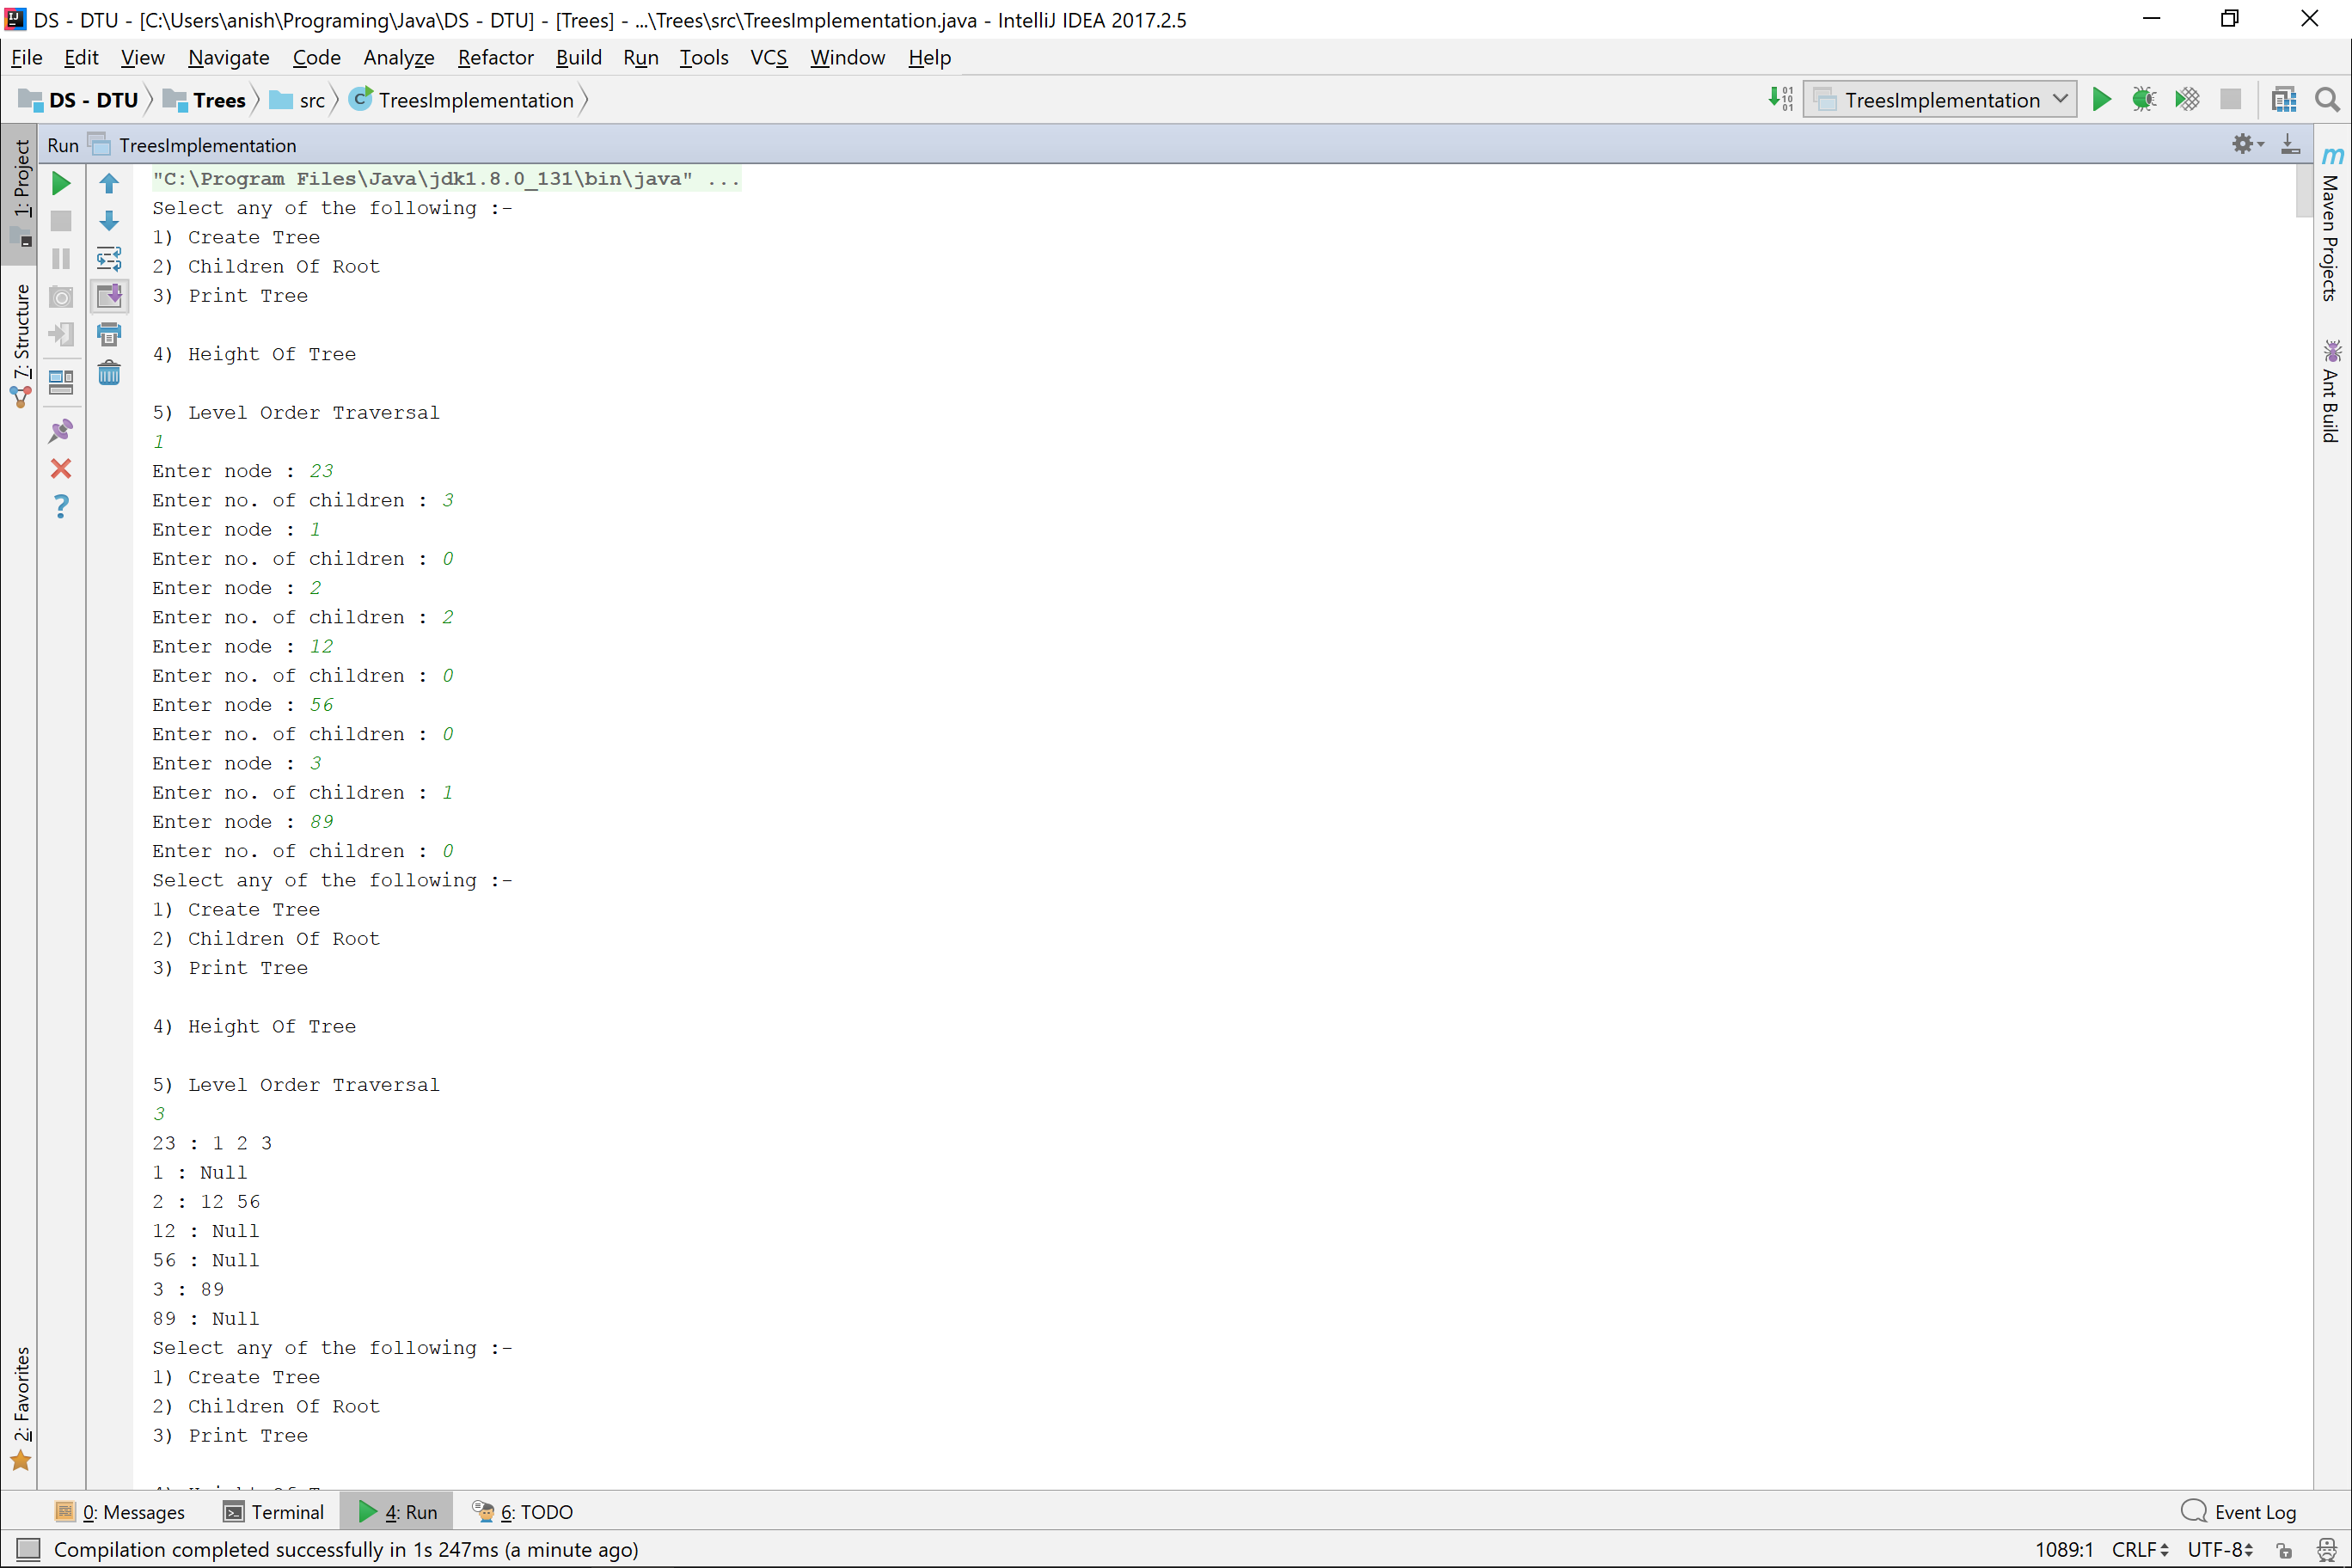 DS - DTU - [C:\Users\anish\Programing\Java\DS - DTU] - [Trees] - ...\Trees\src\TreesImplementation.java - IntelliJ IDEA 2017.2.5
File Edit View Navigate Code Analyze Refactor Build Run Tools VCS Window Help
DS - DTU Trees src TreesImplementation
TreesImplementation
Run TreesImplementation
1: Project
7: Structure
2: Favorites
Maven Projects
Ant Build
"C:\Program Files\Java\jdk1.8.0_131\bin\java" ...
Select any of the following :-
1) Create Tree
2) Children Of Root
3) Print Tree
4) Height Of Tree
5) Level Order Traversal
1
Enter node : 23
Enter no. of children : 3
Enter node : 1
Enter no. of children : 0
Enter node : 2
Enter no. of children : 2
Enter node : 12
Enter no. of children : 0
Enter node : 56
Enter no. of children : 0
Enter node : 3
Enter no. of children : 1
Enter node : 89
Enter no. of children : 0
Select any of the following :-
1) Create Tree
2) Children Of Root
3) Print Tree
4) Height Of Tree
5) Level Order Traversal
3
23 : 1 2 3
1 : Null
2 : 12 56
12 : Null
56 : Null
3 : 89
89 : Null
Select any of the following :-
1) Create Tree
2) Children Of Root
3) Print Tree
0: Messages Terminal 4: Run 6: TODO Event Log
Compilation completed successfully in 1s 247ms (a minute ago) 1089:1 CRLF UTF-8